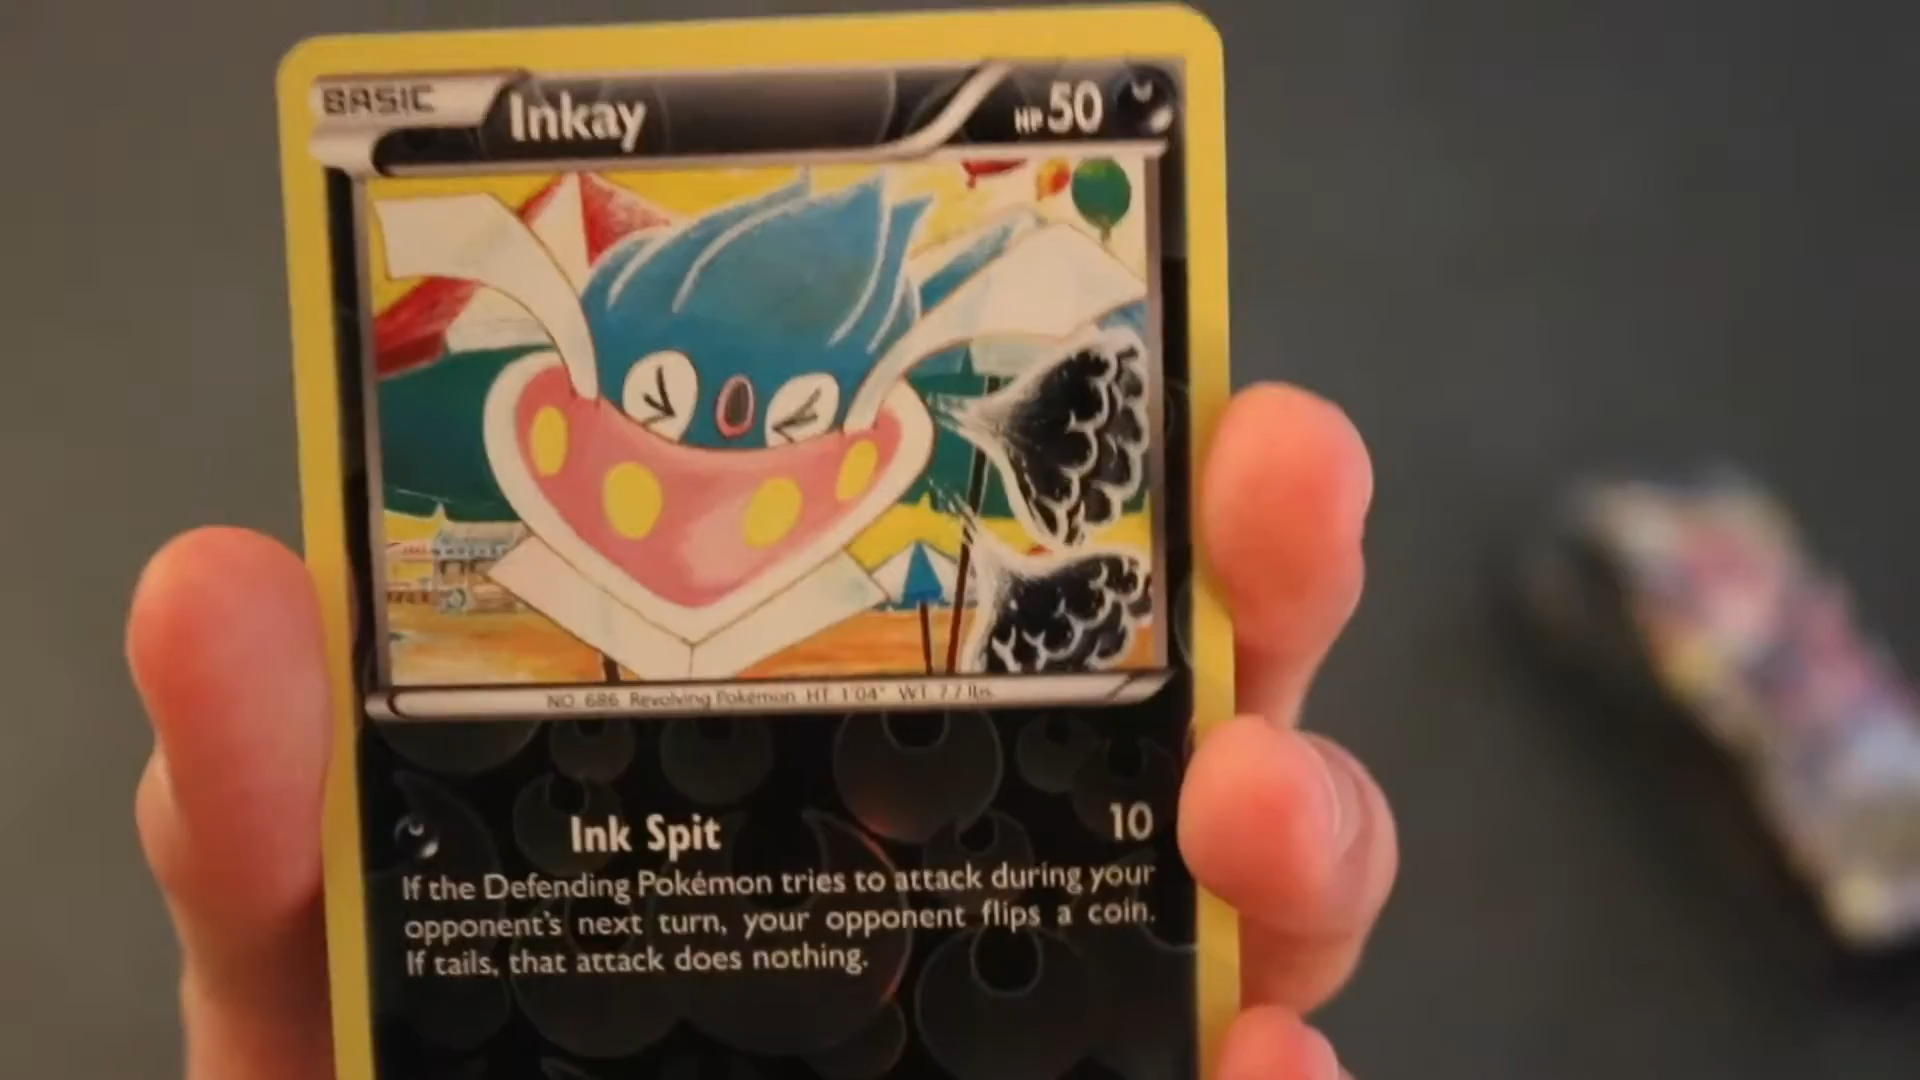 BASIC Inkay HP 50
NO. 686 Revolving Pokémon HT. 1'04" WT. 7.7 lbs.
Ink Spit 10
If the Defending Pokémon tries to attack during your
opponent's next turn, your opponent flips a coin.
If tails, that attack does nothing.